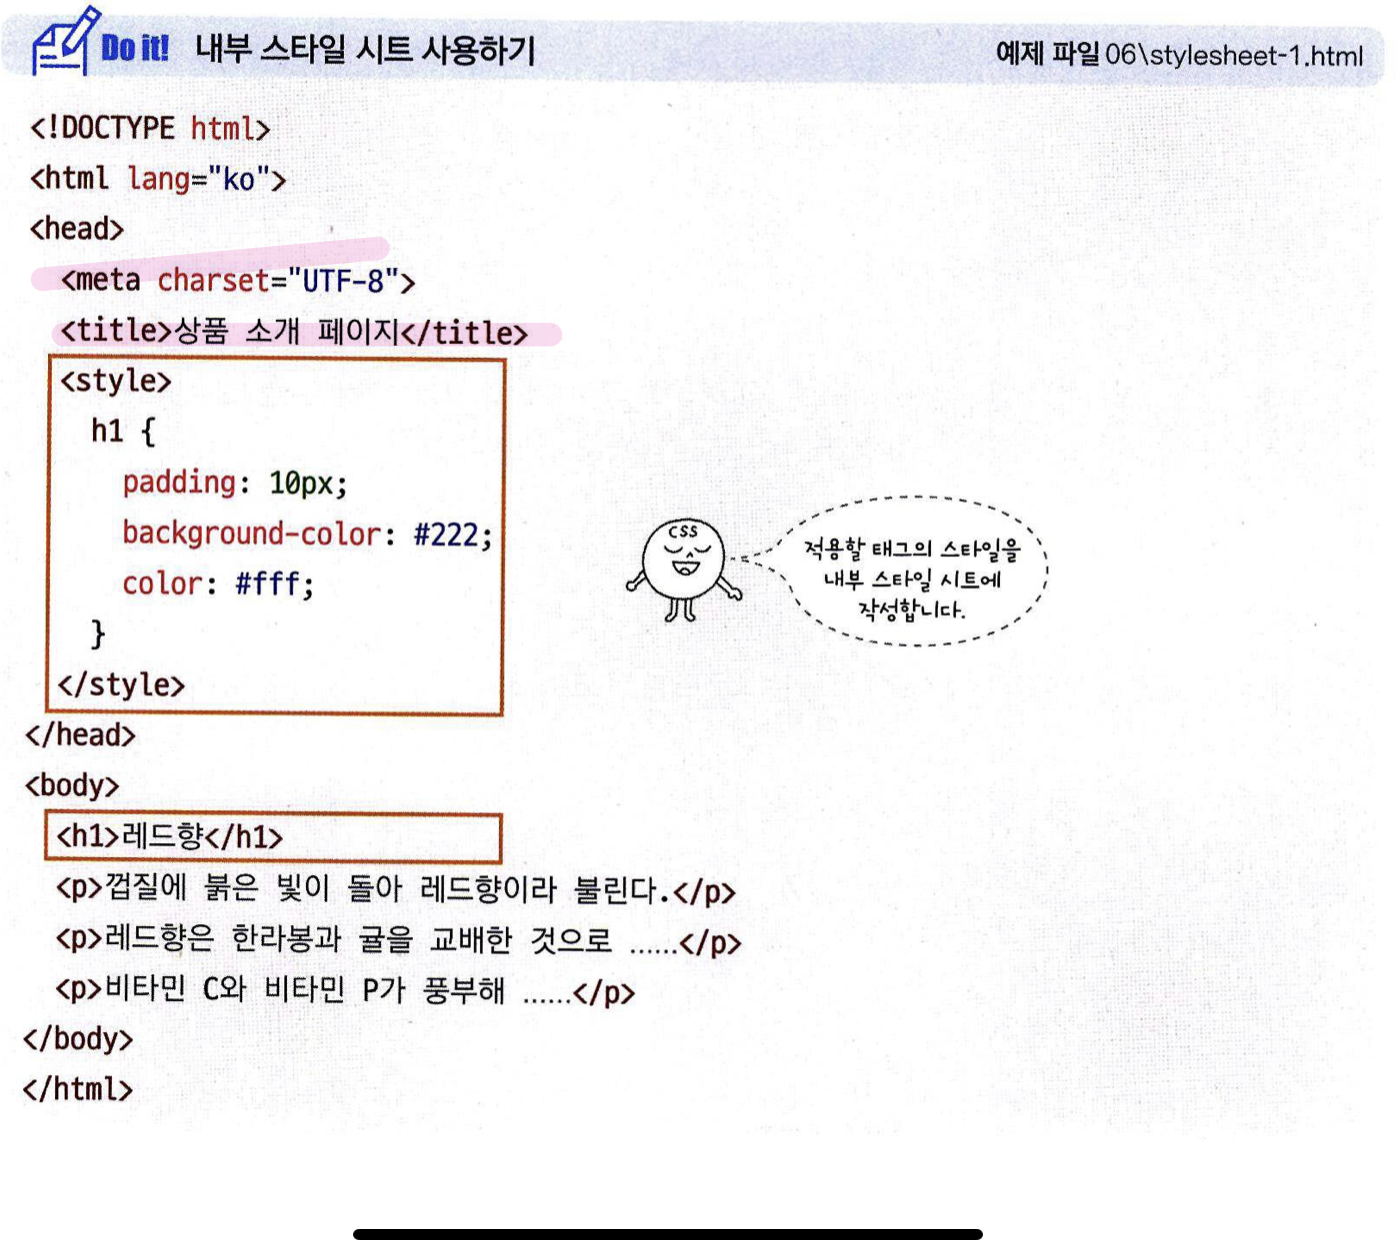 Do it! 내부 스타일 시트 사용하기 예제 파일 06\stylesheet-1.html
<!DOCTYPE html>
<html lang="ko">
<head>
<meta charset="UTF-8">
<title>상품 소개 페이지</title>
<style>
h1 {
padding: 10px;
background-color: #222;
color: #fff;
}
</style>
</head>
<body>
<h1>레드향</h1>
<p>껍질에 붉은 빛이 돌아 레드향이라 불린다.</p>
<p>레드향은 한라봉과 귤을 교배한 것으로 ……</p>
<p>비타민 C와 비타민 P가 풍부해 ……</p>
</body>
</html>
CSS
적용할 태그의 스타일을
내부 스타일 시트에
작성합니다.